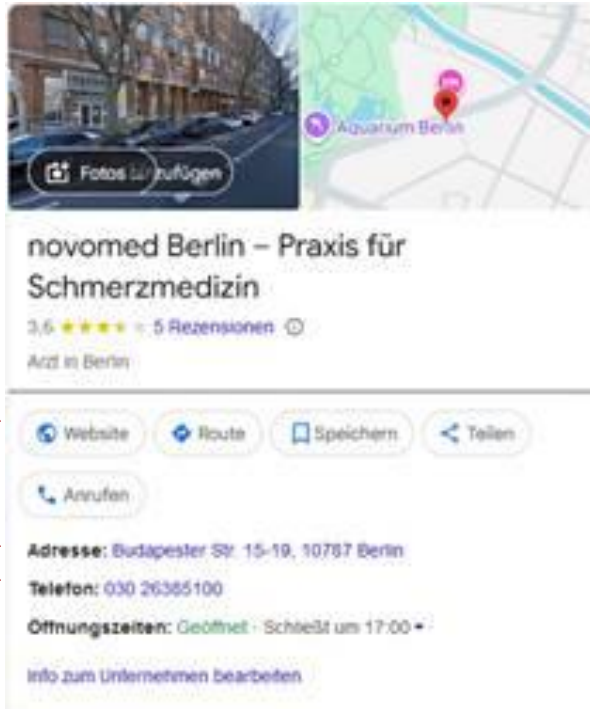 Fotos hinzufügen
Aquarium Berlin
novomed Berlin – Praxis für
Schmerzmedizin
3,6 5 Rezensionen
Arzt in Berlin
Website Route Speichern Teilen
Anrufen
Adresse: Budapester Str. 15-19, 10787 Berlin
Telefon: 030 26385100
Öffnungszeiten: Geöffnet · Schließt um 17:00
Info zum Unternehmen bearbeiten